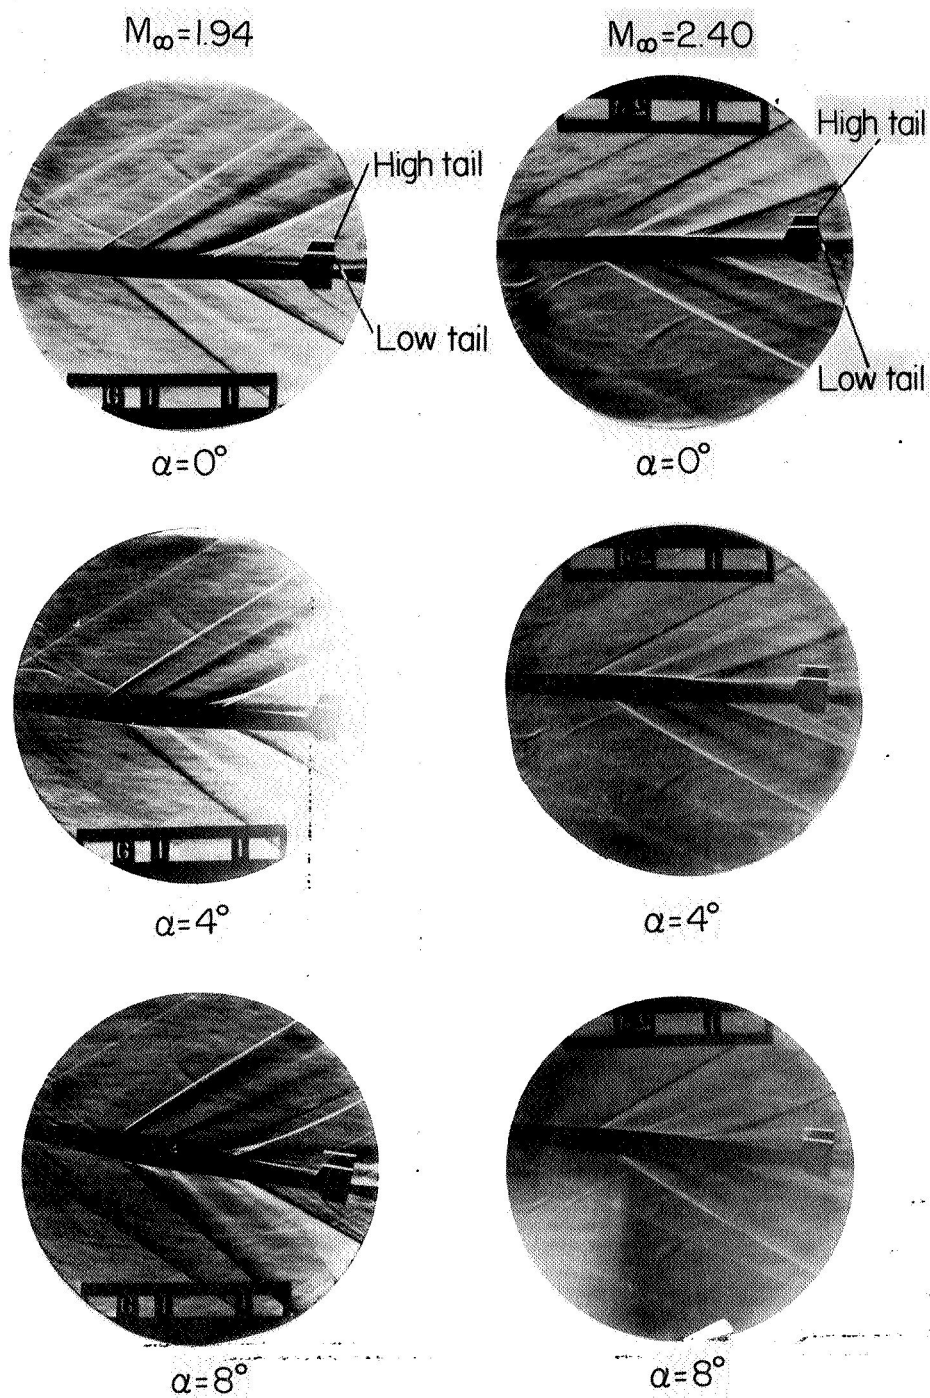 M∞=1.94
M∞=2.40
High tail
High tail
Low tail
Low tail
α=0°
α=0°
α=4°
α=4°
α=8°
α=8°